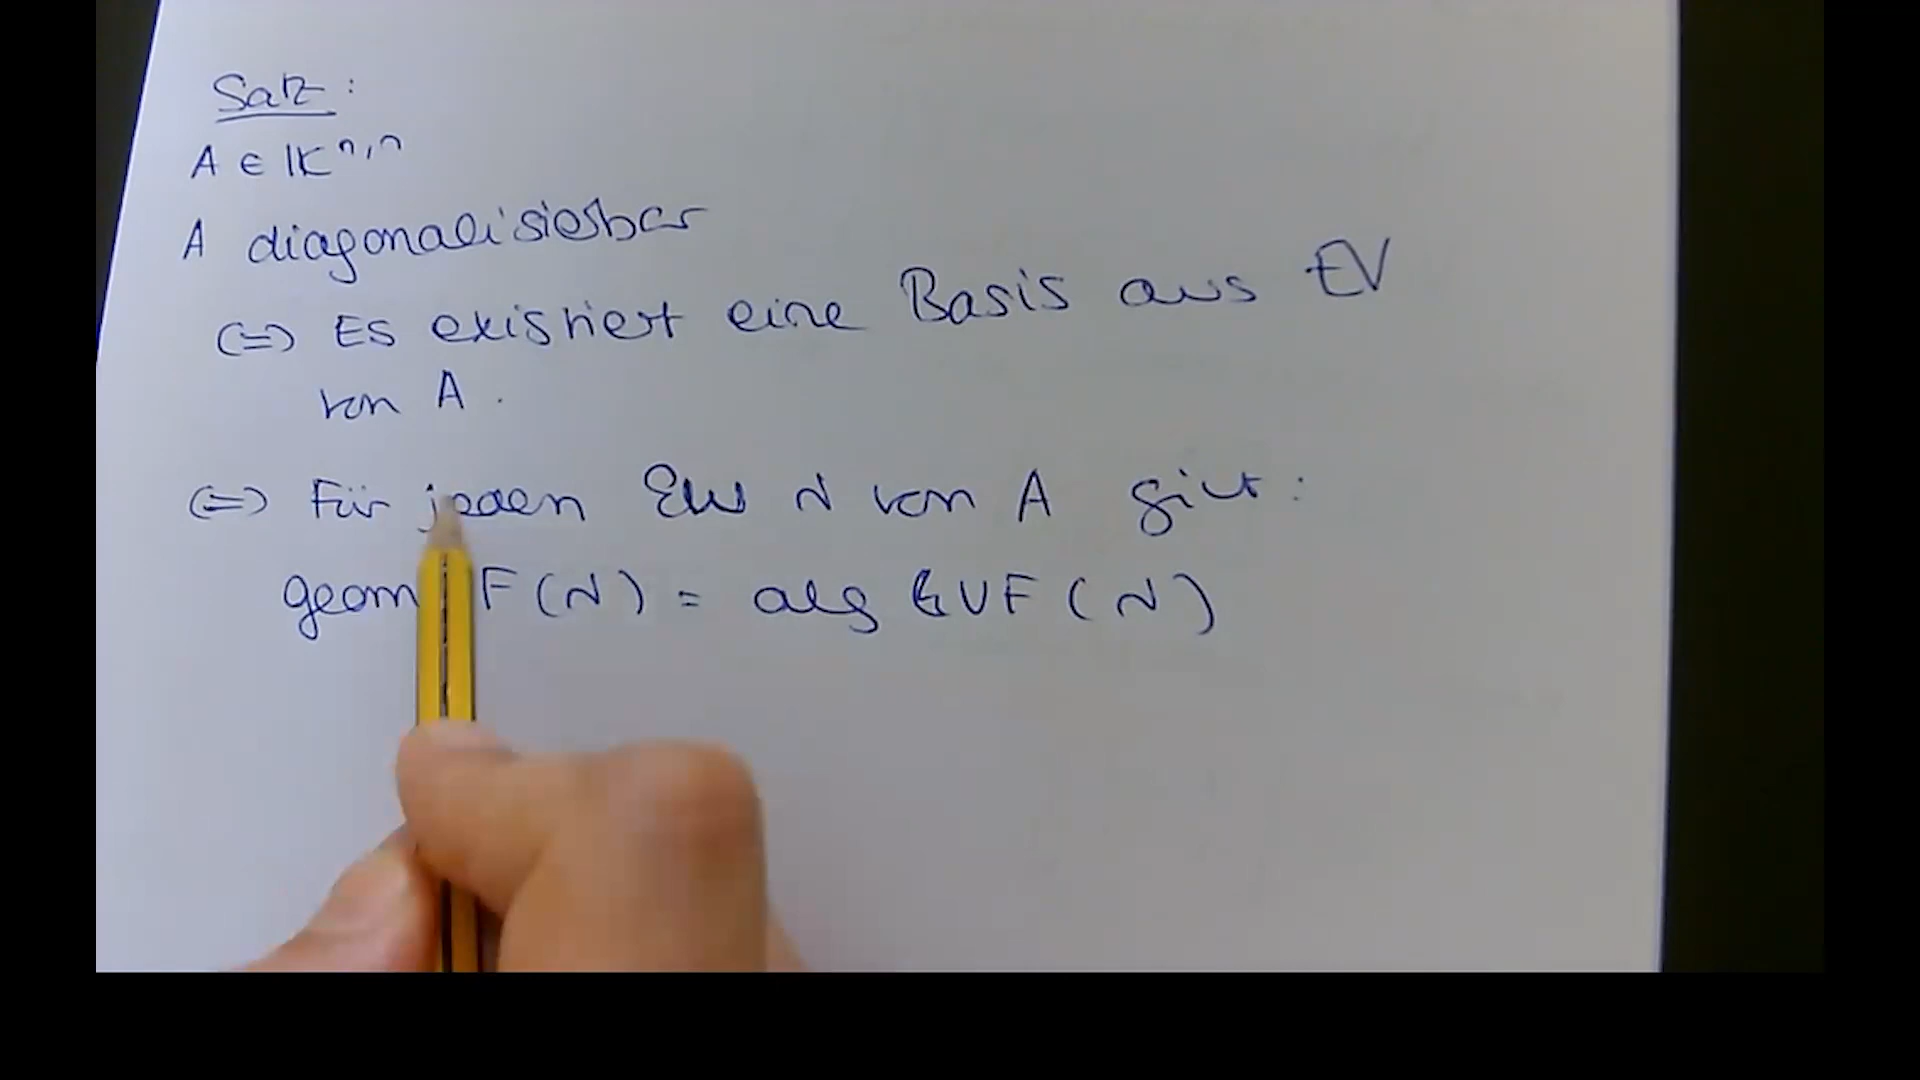 Satz:
A ∈ K^n,n
A diagonalisierbar
(=) Es existiert eine Basis aus EV
von A.
(=) Für jeden EW λ von A gilt:
geom F(λ) = alg VF(λ)